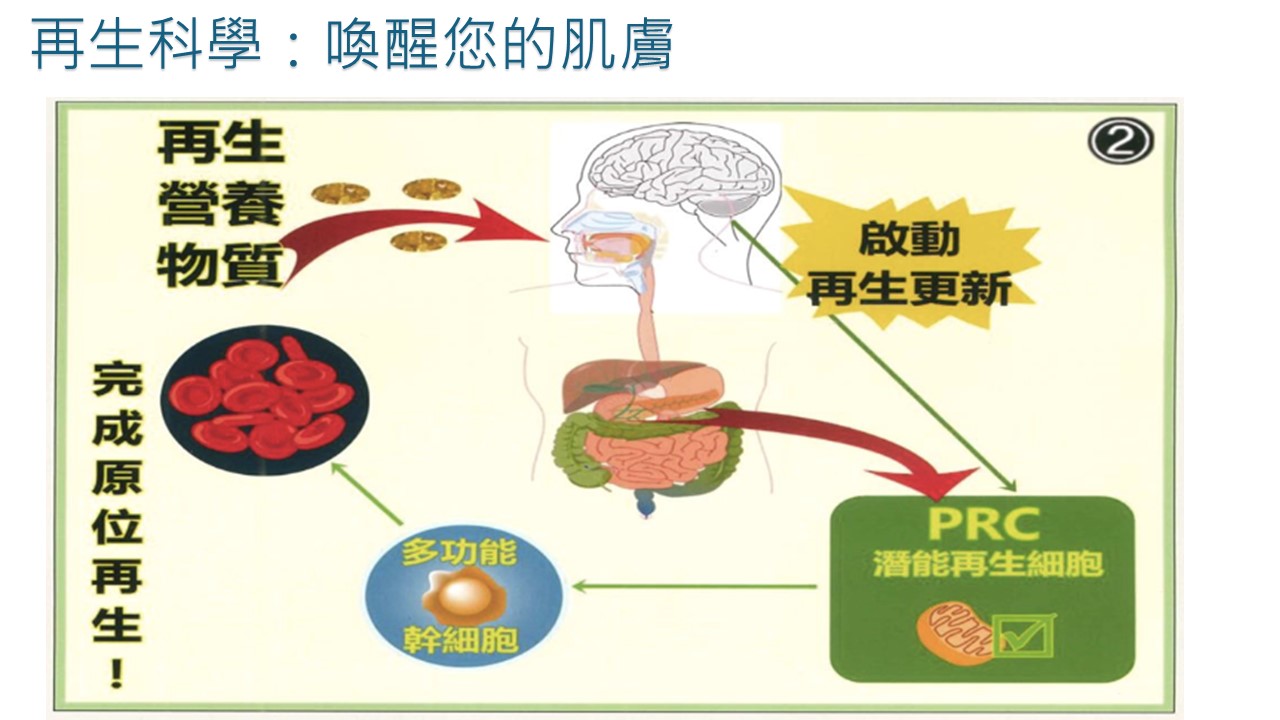 再生科學：喚醒您的肌膚
再生
營養
物質
②
啟動
再生更新
完成原位再生！
PRC
潛能再生細胞
多功能
幹細胞